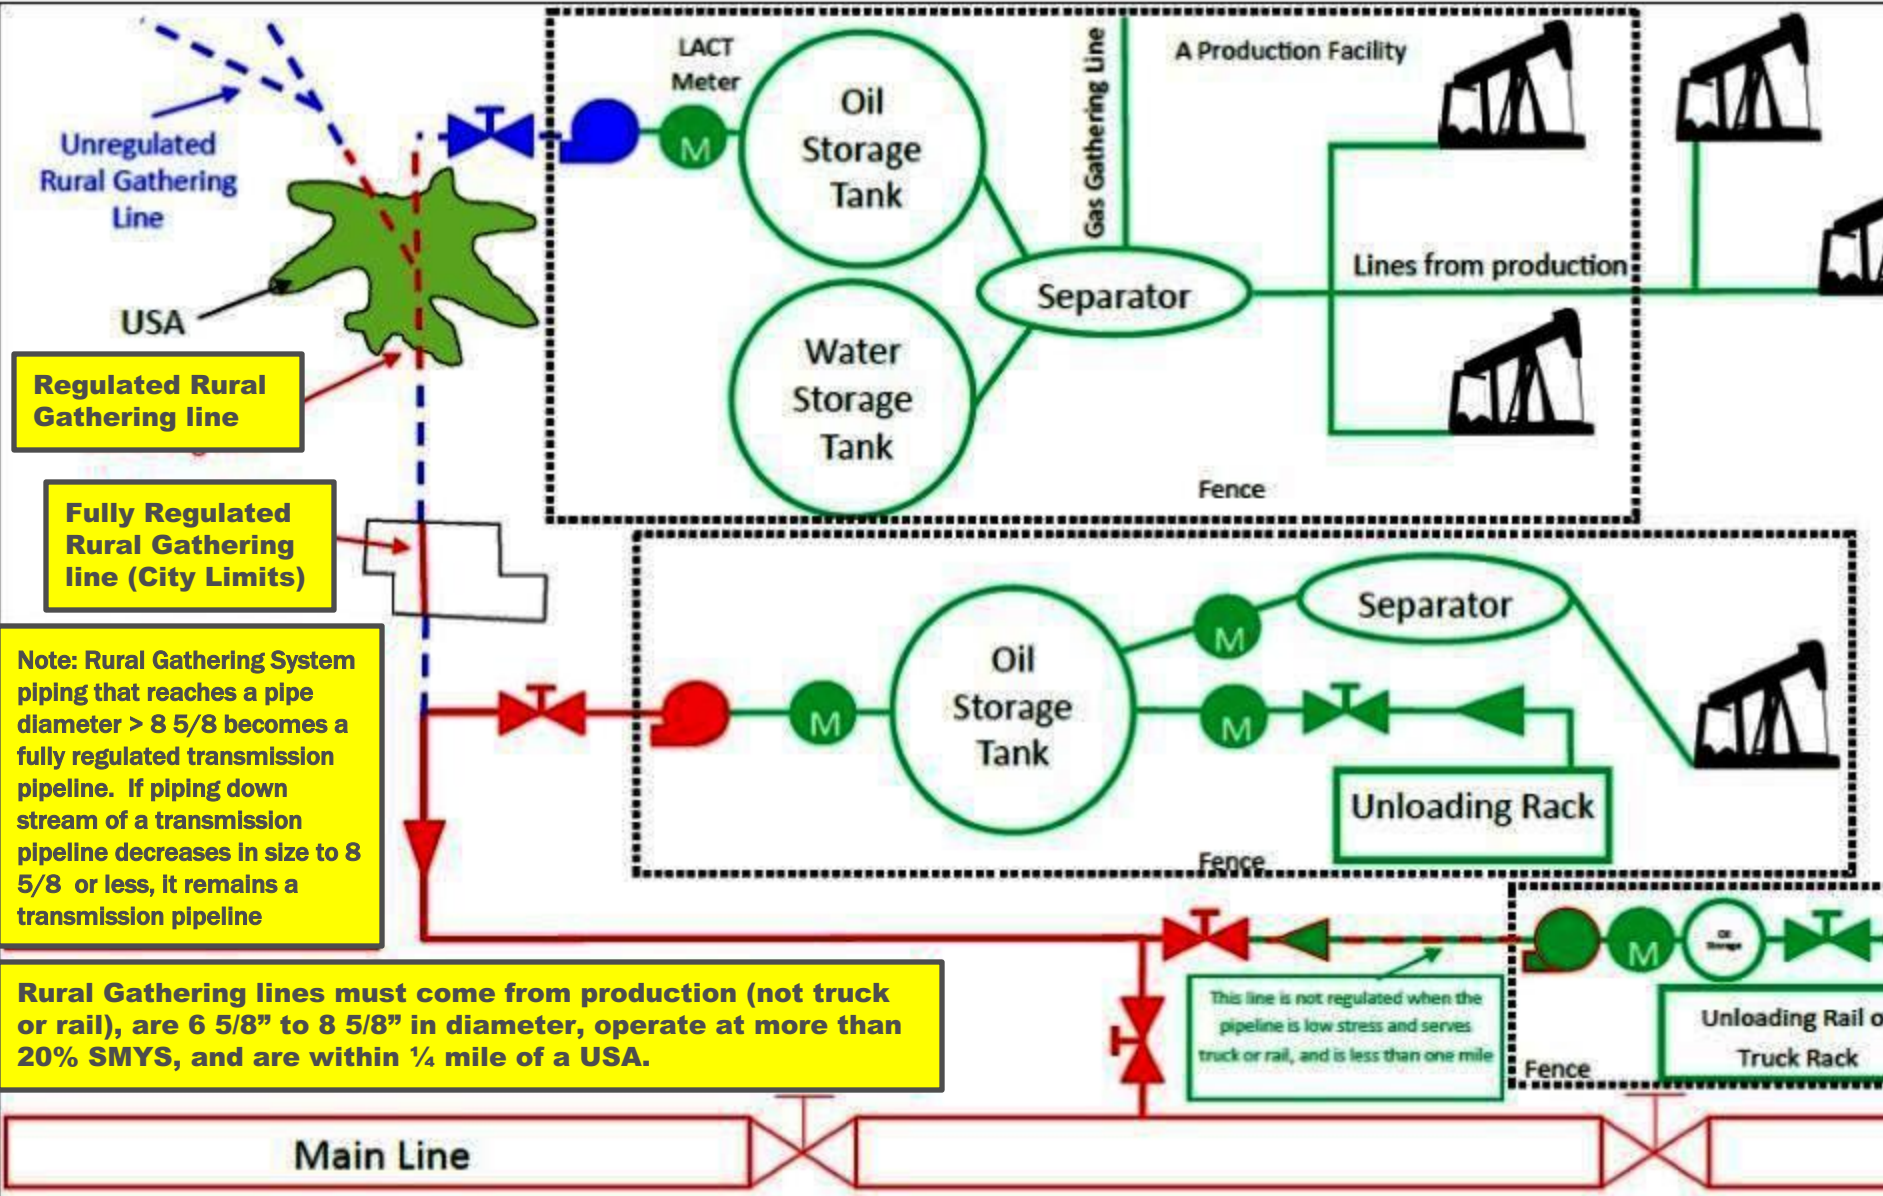 LACT
Meter
Oil
Storage
Tank
Gas Gathering Line
A Production Facility
Unregulated
Rural Gathering
Line
USA
Separator
Lines from production
Water
Storage
Tank
Fence
Regulated Rural
Gathering line
Fully Regulated
Rural Gathering
line (City Limits)
M
Note: Rural Gathering System
piping that reaches a pipe
diameter > 8 5/8 becomes a
fully regulated transmission
pipeline. If piping down
stream of a transmission
pipeline decreases in size to 8
5/8 or less, it remains a
transmission pipeline
Oil
Storage
Tank
M
M
M
Separator
Unloading Rack
Fence
Rural Gathering lines must come from production (not truck
or rail), are 6 5/8” to 8 5/8” in diameter, operate at more than
20% SMYS, and are within ¼ mile of a USA.
This line is not regulated when the
pipeline is low stress and serves
truck or rail, and is less than one mile
M
Oil
Storage
Unloading Rail o
Truck Rack
Fence
Main Line